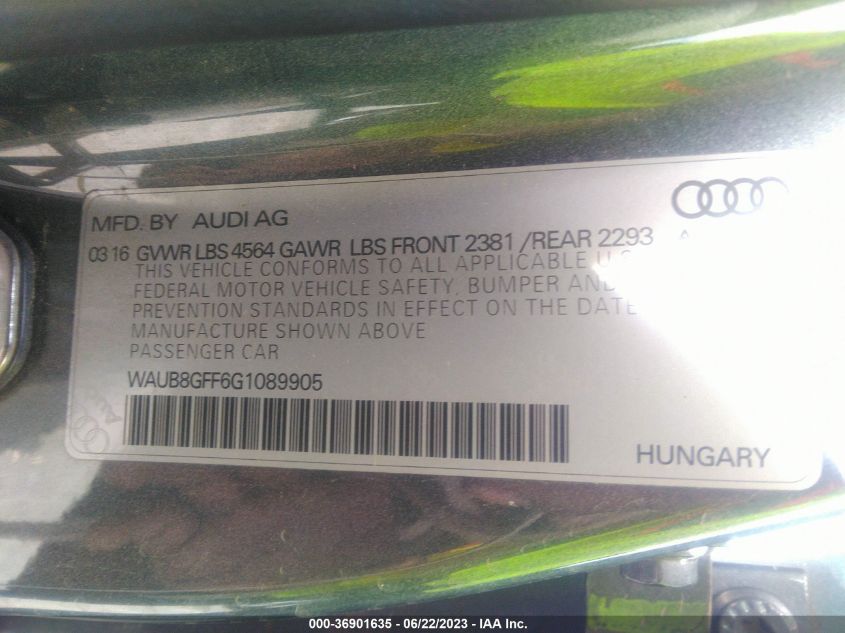 MFD. BY AUDI AG
03 16 GVWR LBS 4564 GAWR LBS FRONT 2381 /REAR 2293
THIS VEHICLE CONFORMS TO ALL APPLICABLE U.S.
FEDERAL MOTOR VEHICLE SAFETY, BUMPER AND
PREVENTION STANDARDS IN EFFECT ON THE DATE
MANUFACTURE SHOWN ABOVE
PASSENGER CAR
WAUB8GFF6G1089905
HUNGARY
000-36901635 - 06/22/2023 - IAA Inc.